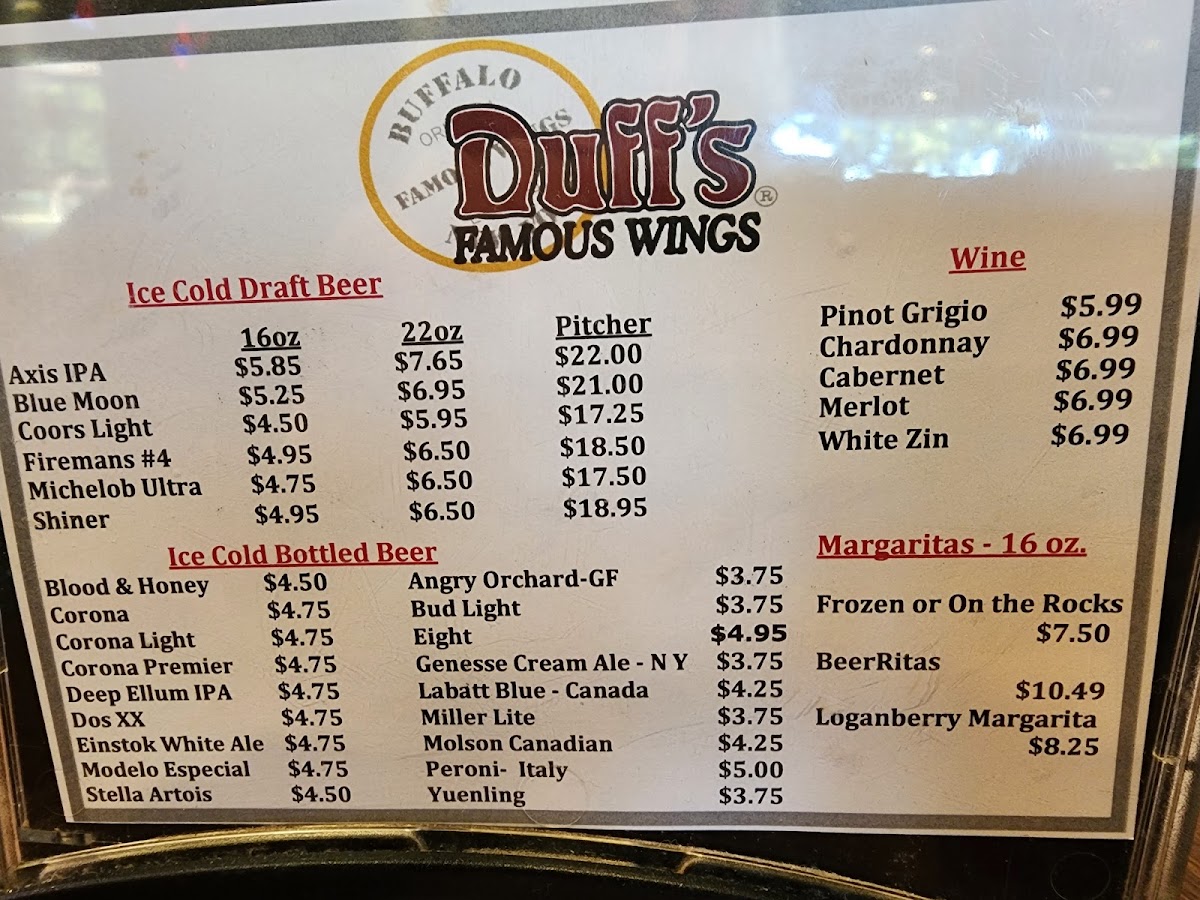 BUFFALO
Duff's®
FAMOUS WINGS
Ice Cold Draft Beer
16oz 22oz Pitcher
Axis IPA $5.85 $7.65 $22.00
Blue Moon $5.25 $6.95 $21.00
Coors Light $4.50 $5.95 $17.25
Firemans #4 $4.95 $6.50 $18.50
Michelob Ultra $4.75 $6.50 $17.50
Shiner $4.95 $6.50 $18.95
Ice Cold Bottled Beer
Blood & Honey $4.50
Corona $4.75
Corona Light $4.75
Corona Premier $4.75
Deep Ellum IPA $4.75
Dos XX $4.75
Einstok White Ale $4.75
Modelo Especial $4.75
Stella Artois $4.50
Angry Orchard-GF $3.75
Bud Light $3.75
Eight $4.95
Genesse Cream Ale - N Y $3.75
Labatt Blue - Canada $4.25
Miller Lite $3.75
Molson Canadian $4.25
Peroni- Italy $5.00
Yuenling $3.75
Wine
Pinot Grigio $5.99
Chardonnay $6.99
Cabernet $6.99
Merlot $6.99
White Zin $6.99
Margaritas - 16 oz.
Frozen or On the Rocks
$7.50
BeerRitas
$10.49
Loganberry Margarita
$8.25